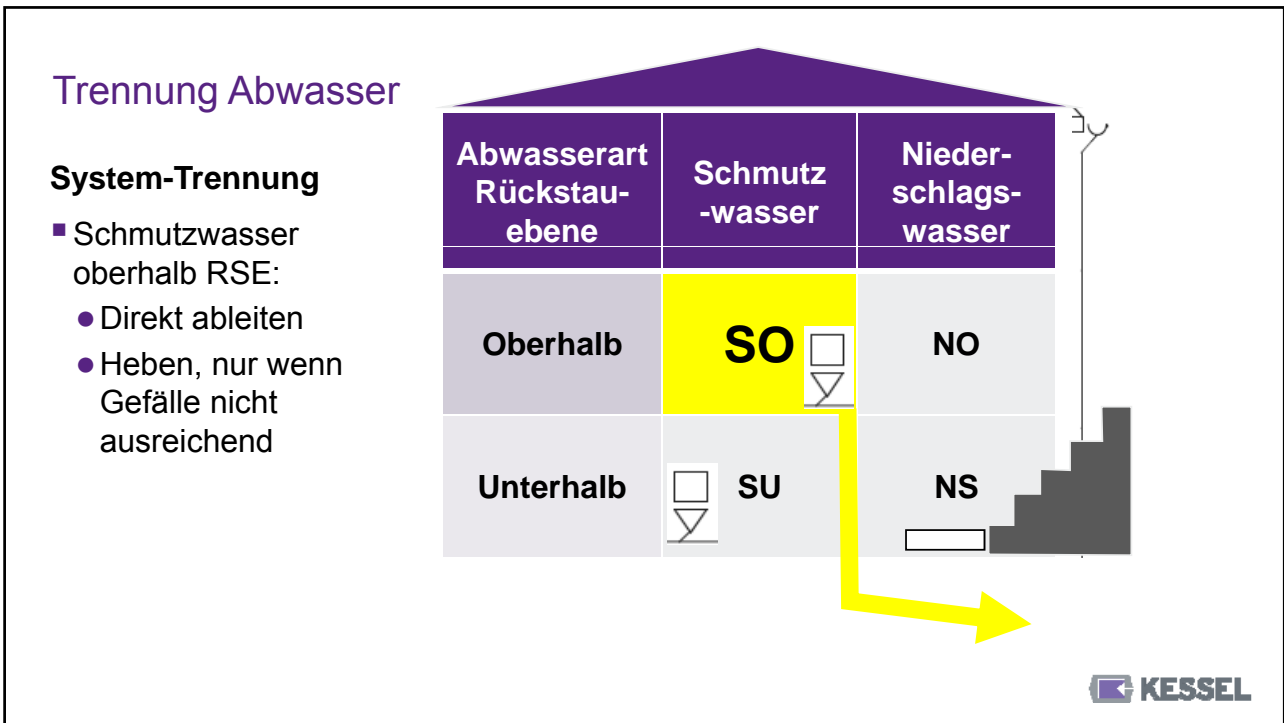 Trennung Abwasser
System-Trennung
▪ Schmutzwasser
oberhalb RSE:
● Direkt ableiten
● Heben, nur wenn
Gefälle nicht
ausreichend
Abwasserart
Rückstau-
ebene
Schmutz
-wasser
Nieder-
schlags-
wasser
Oberhalb
SO
NO
Unterhalb
SU
NS
KESSEL